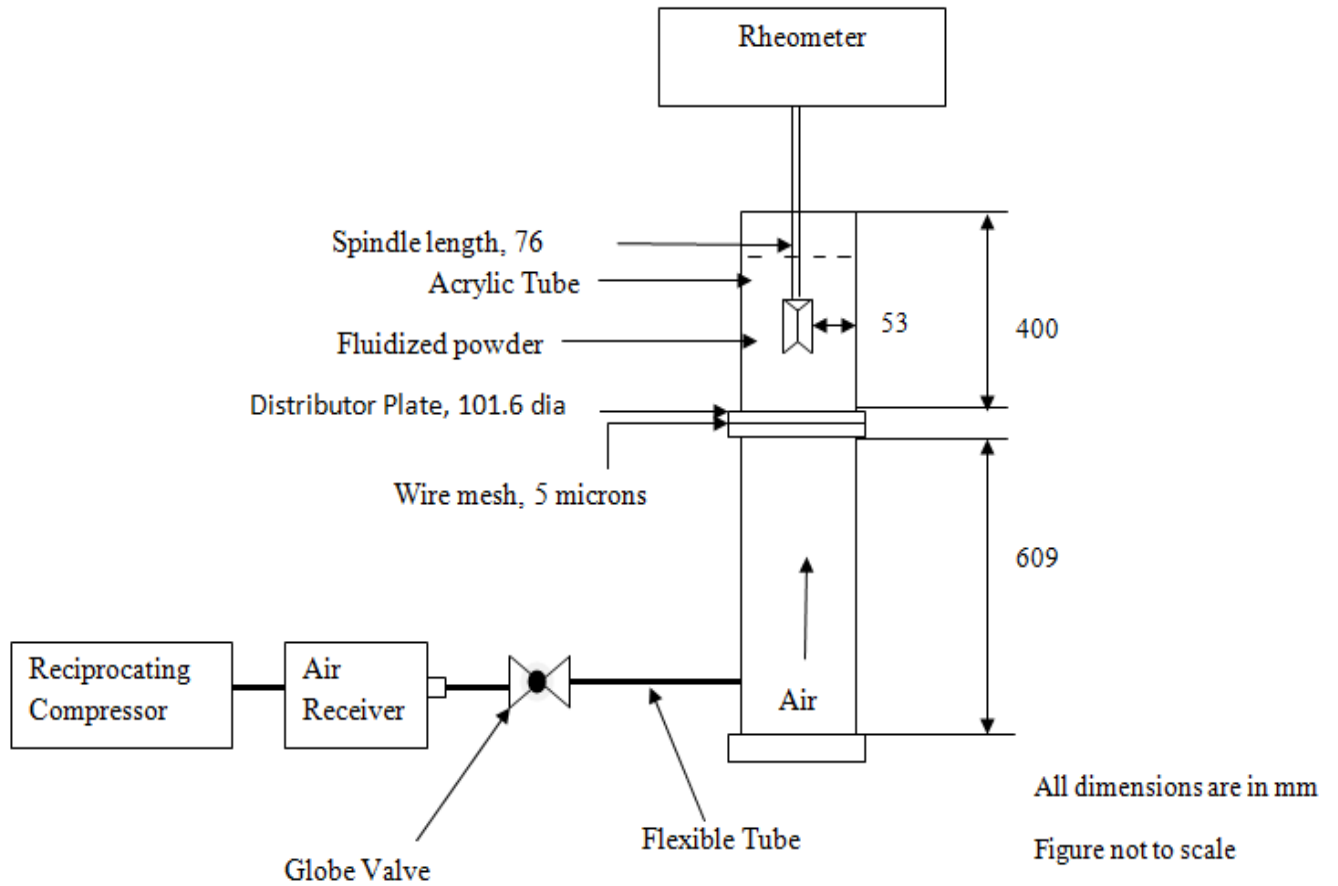 Rheometer
Spindle length, 76
Acrylic Tube
53
400
Fluidized powder
Distributor Plate, 101.6 dia
Wire mesh, 5 microns
609
Reciprocating
Compressor
Air
Receiver
Air
All dimensions are in mm
Flexible Tube
Figure not to scale
Globe Valve